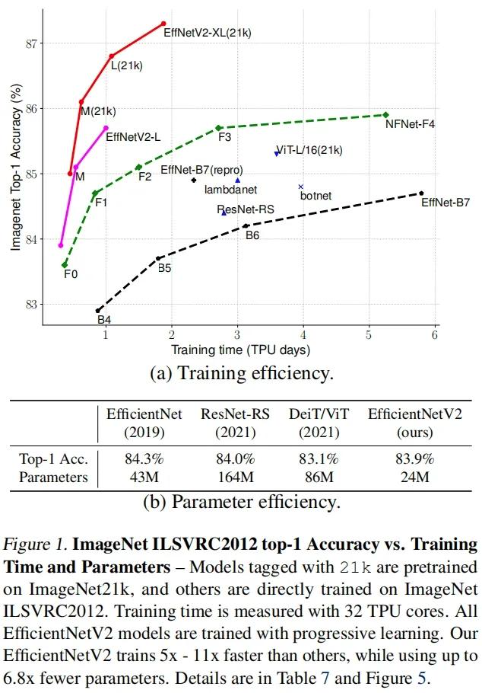 87
86
85
84
83
Imagenet Top-1 Accuracy (%)
EffNetV2-XL(21k)
L(21k)
M(21k)
EffNetV2-L
M
F3
NFNet-F4
F2
ViT-L/16(21k)
EffNet-B7(repro)
lambdanet
botnet
F1
ResNet-RS
EffNet-B7
B6
F0
B5
B4
1 2 3 4 5 6
Training time (TPU days)
(a) Training efficiency.
EfficientNet ResNet-RS DeiT/ViT EfficientNetV2
(2019) (2021) (2021) (ours)
Top-1 Acc. 84.3% 84.0% 83.1% 83.9%
Parameters 43M 164M 86M 24M
(b) Parameter efficiency.
Figure 1. ImageNet ILSVRC2012 top-1 Accuracy vs. Training
Time and Parameters – Models tagged with 21k are pretrained
on ImageNet21k, and others are directly trained on ImageNet
ILSVRC2012. Training time is measured with 32 TPU cores. All
EfficientNetV2 models are trained with progressive learning. Our
EfficientNetV2 trains 5x - 11x faster than others, while using up to
6.8x fewer parameters. Details are in Table 7 and Figure 5.